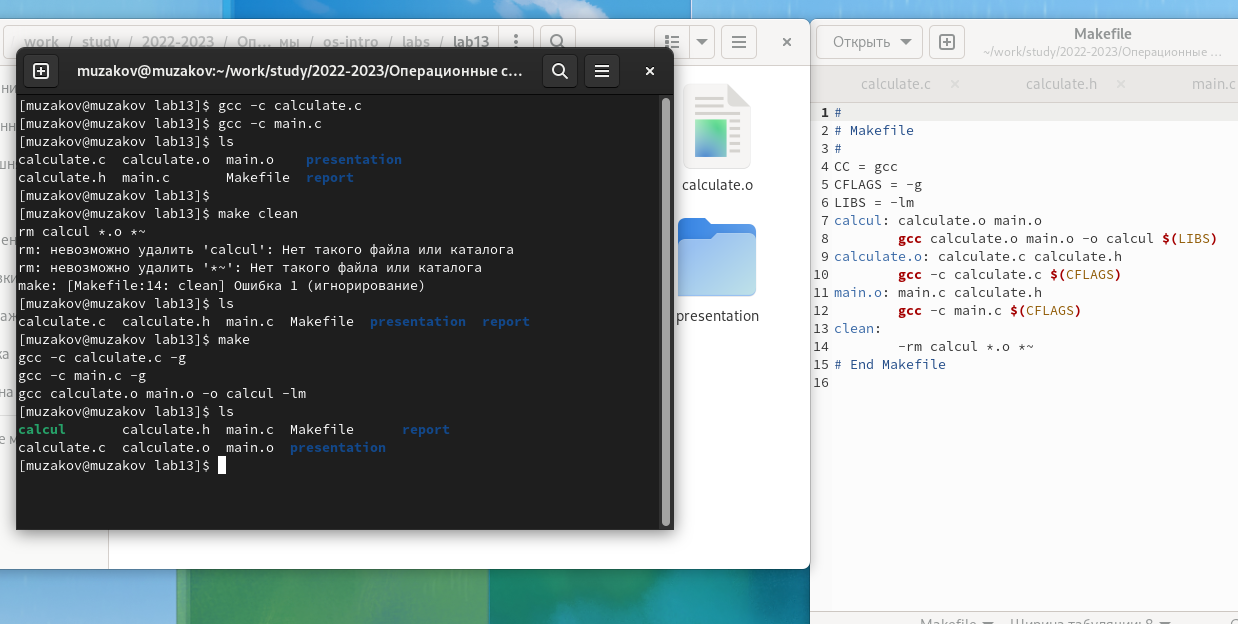 work / study / 2022-2023 / Оп… мы / os-intro / labs / lab13
muzakov@muzakov:~/work/study/2022-2023/Операционные с…
[muzakov@muzakov lab13]$ gcc -c calculate.c
[muzakov@muzakov lab13]$ gcc -c main.c
[muzakov@muzakov lab13]$ ls
calculate.c  calculate.o  main.o    presentation
calculate.h  main.c       Makefile  report
[muzakov@muzakov lab13]$
[muzakov@muzakov lab13]$ make clean
rm calcul *.o *~
rm: невозможно удалить 'calcul': Нет такого файла или каталога
rm: невозможно удалить '*~': Нет такого файла или каталога
make: [Makefile:14: clean] Ошибка 1 (игнорирование)
[muzakov@muzakov lab13]$ ls
calculate.c  calculate.h  main.c  Makefile  presentation  report
[muzakov@muzakov lab13]$ make
gcc -c calculate.c -g
gcc -c main.c -g
gcc calculate.o main.o -o calcul -lm
[muzakov@muzakov lab13]$ ls
calcul       calculate.h  main.c  Makefile      report
calculate.c  calculate.o  main.o  presentation
[muzakov@muzakov lab13]$
calculate.o
presentation
Открыть
Makefile
~/work/study/2022-2023/Операционные …
calculate.c
calculate.h
main.c
1 #
2 # Makefile
3 #
4 CC = gcc
5 CFLAGS = -g
6 LIBS = -lm
7 calcul: calculate.o main.o
8         gcc calculate.o main.o -o calcul $(LIBS)
9 calculate.o: calculate.c calculate.h
10         gcc -c calculate.c $(CFLAGS)
11 main.o: main.c calculate.h
12         gcc -c main.c $(CFLAGS)
13 clean:
14         -rm calcul *.o *~
15 # End Makefile
16
Makefile
Ширина табуляции: 8